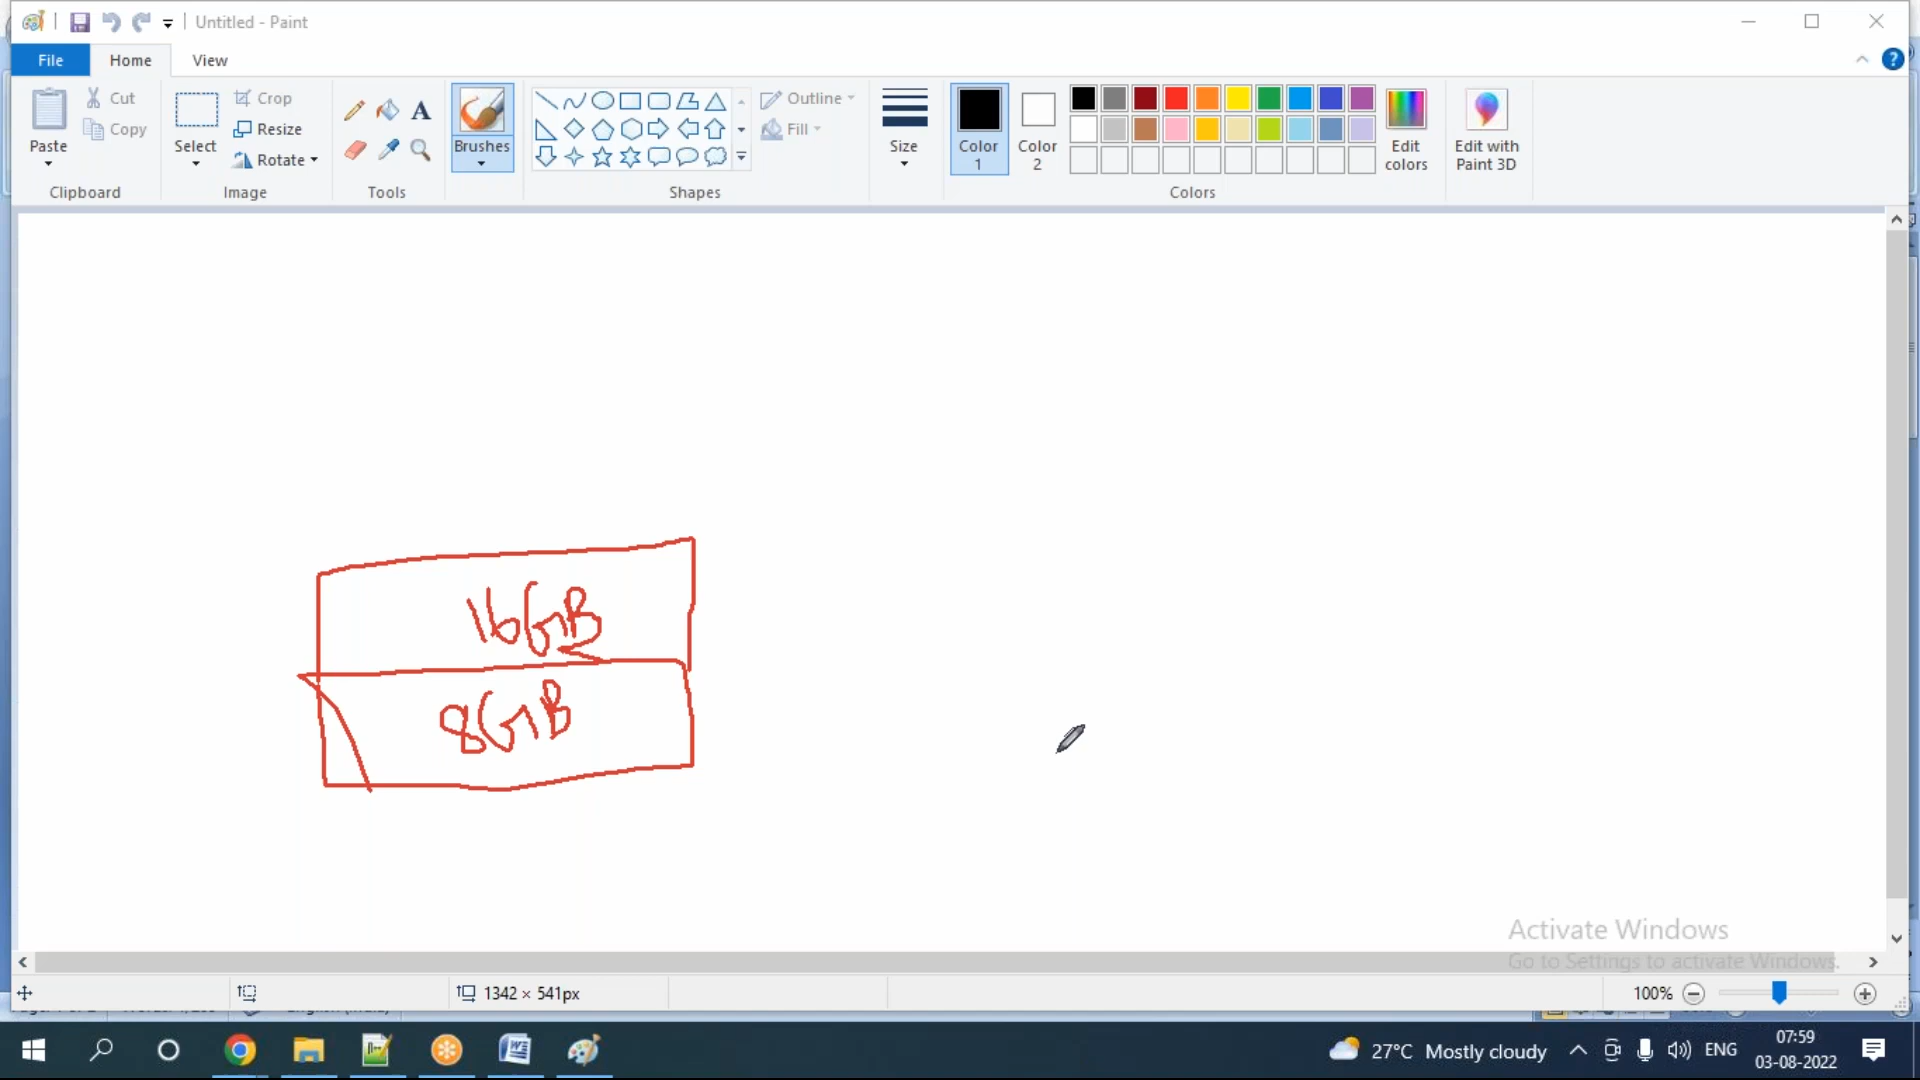 Untitled - Paint
File Home View
Paste Cut Copy Clipboard
Select Crop Resize Rotate Image
Tools
Brushes
Shapes
Outline Fill
Size
Color 1 Color 2 Colors
Edit colors
Edit with Paint 3D
16GB
8GB
Activate Windows
Go to Settings to activate Windows.
1342 × 541px 100%
27°C Mostly cloudy ENG 07:59
03-08-2022